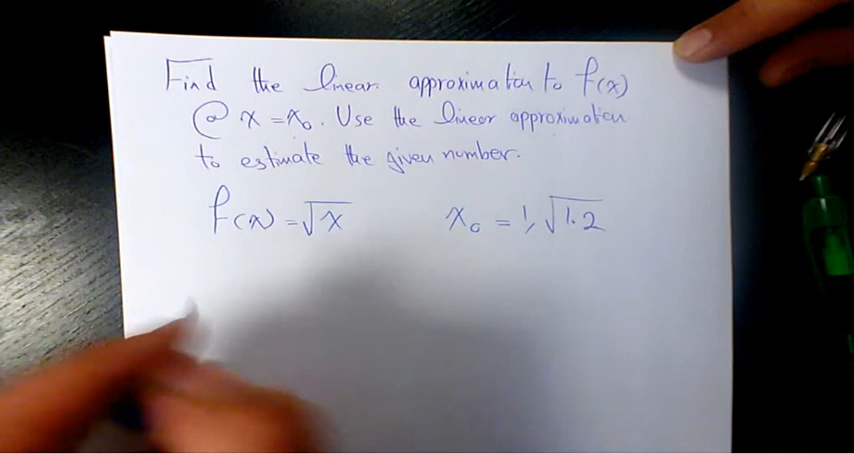 Find the linear approximation to f(x)
@ x = x₀. Use the linear approximation
to estimate the given number.
f(x) = √x x₀ = 1, √1.2